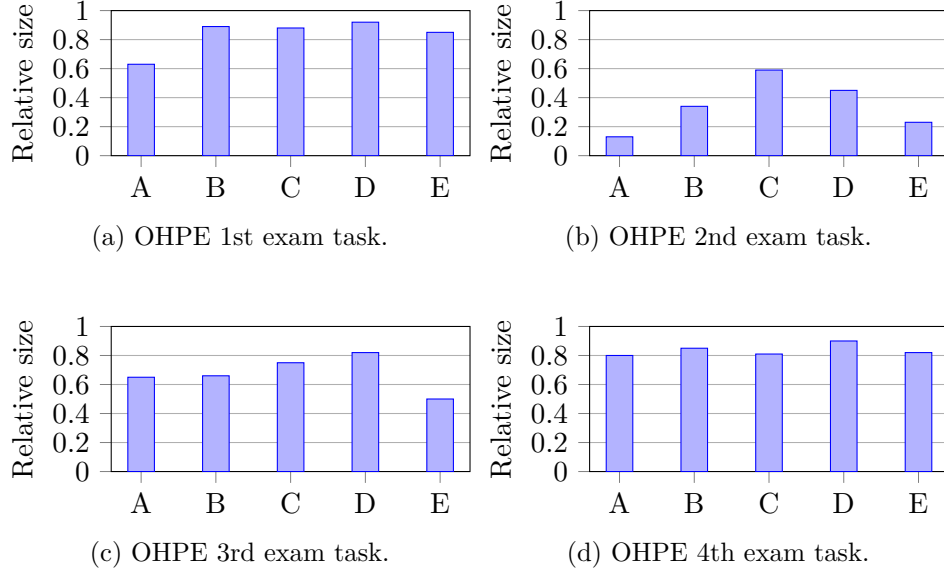 Relative size
1
0.8
0.6
0.4
0.2
0
A B C D E
(a) OHPE 1st exam task.
Relative size
1
0.8
0.6
0.4
0.2
0
A B C D E
(b) OHPE 2nd exam task.
Relative size
1
0.8
0.6
0.4
0.2
0
A B C D E
(c) OHPE 3rd exam task.
Relative size
1
0.8
0.6
0.4
0.2
0
A B C D E
(d) OHPE 4th exam task.